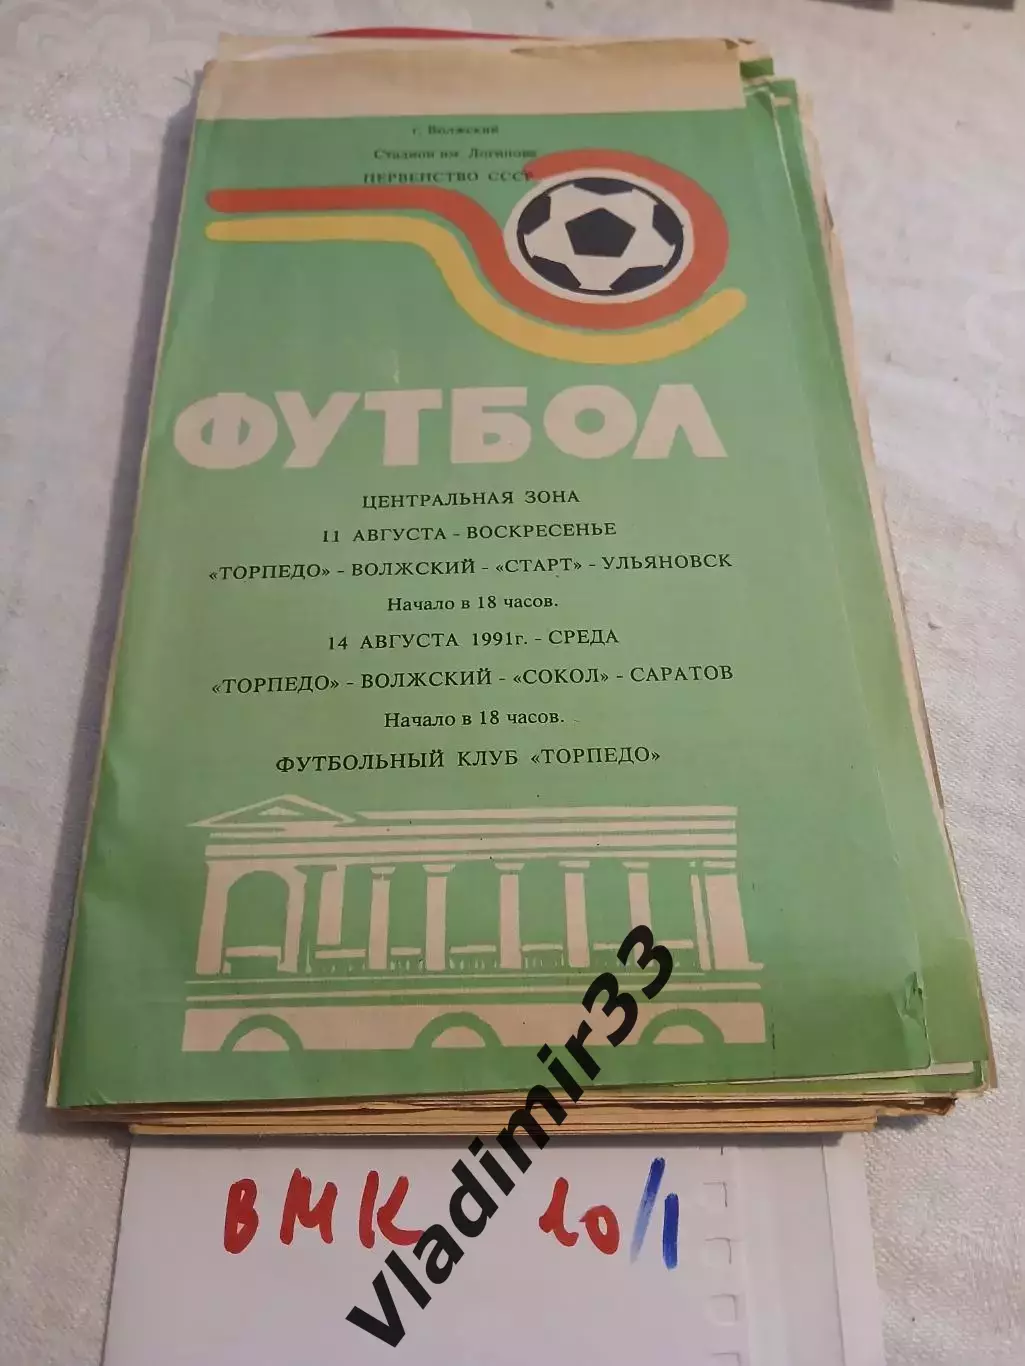 г. Волжский
Стадион им. Логинова
ПЕРВЕНСТВО СССР
ФУТБОЛ
ЦЕНТРАЛЬНАЯ ЗОНА
11 АВГУСТА - ВОСКРЕСЕНЬЕ
«ТОРПЕДО» - ВОЛЖСКИЙ - «СТАРТ» - УЛЬЯНОВСК
Начало в 18 часов.
14 АВГУСТА 1991г. - СРЕДА
«ТОРПЕДО» - ВОЛЖСКИЙ - «СОКОЛ» - САРАТОВ
Начало в 18 часов.
ФУТБОЛЬНЫЙ КЛУБ «ТОРПЕДО»
ВМК 10/1
Vladimir33